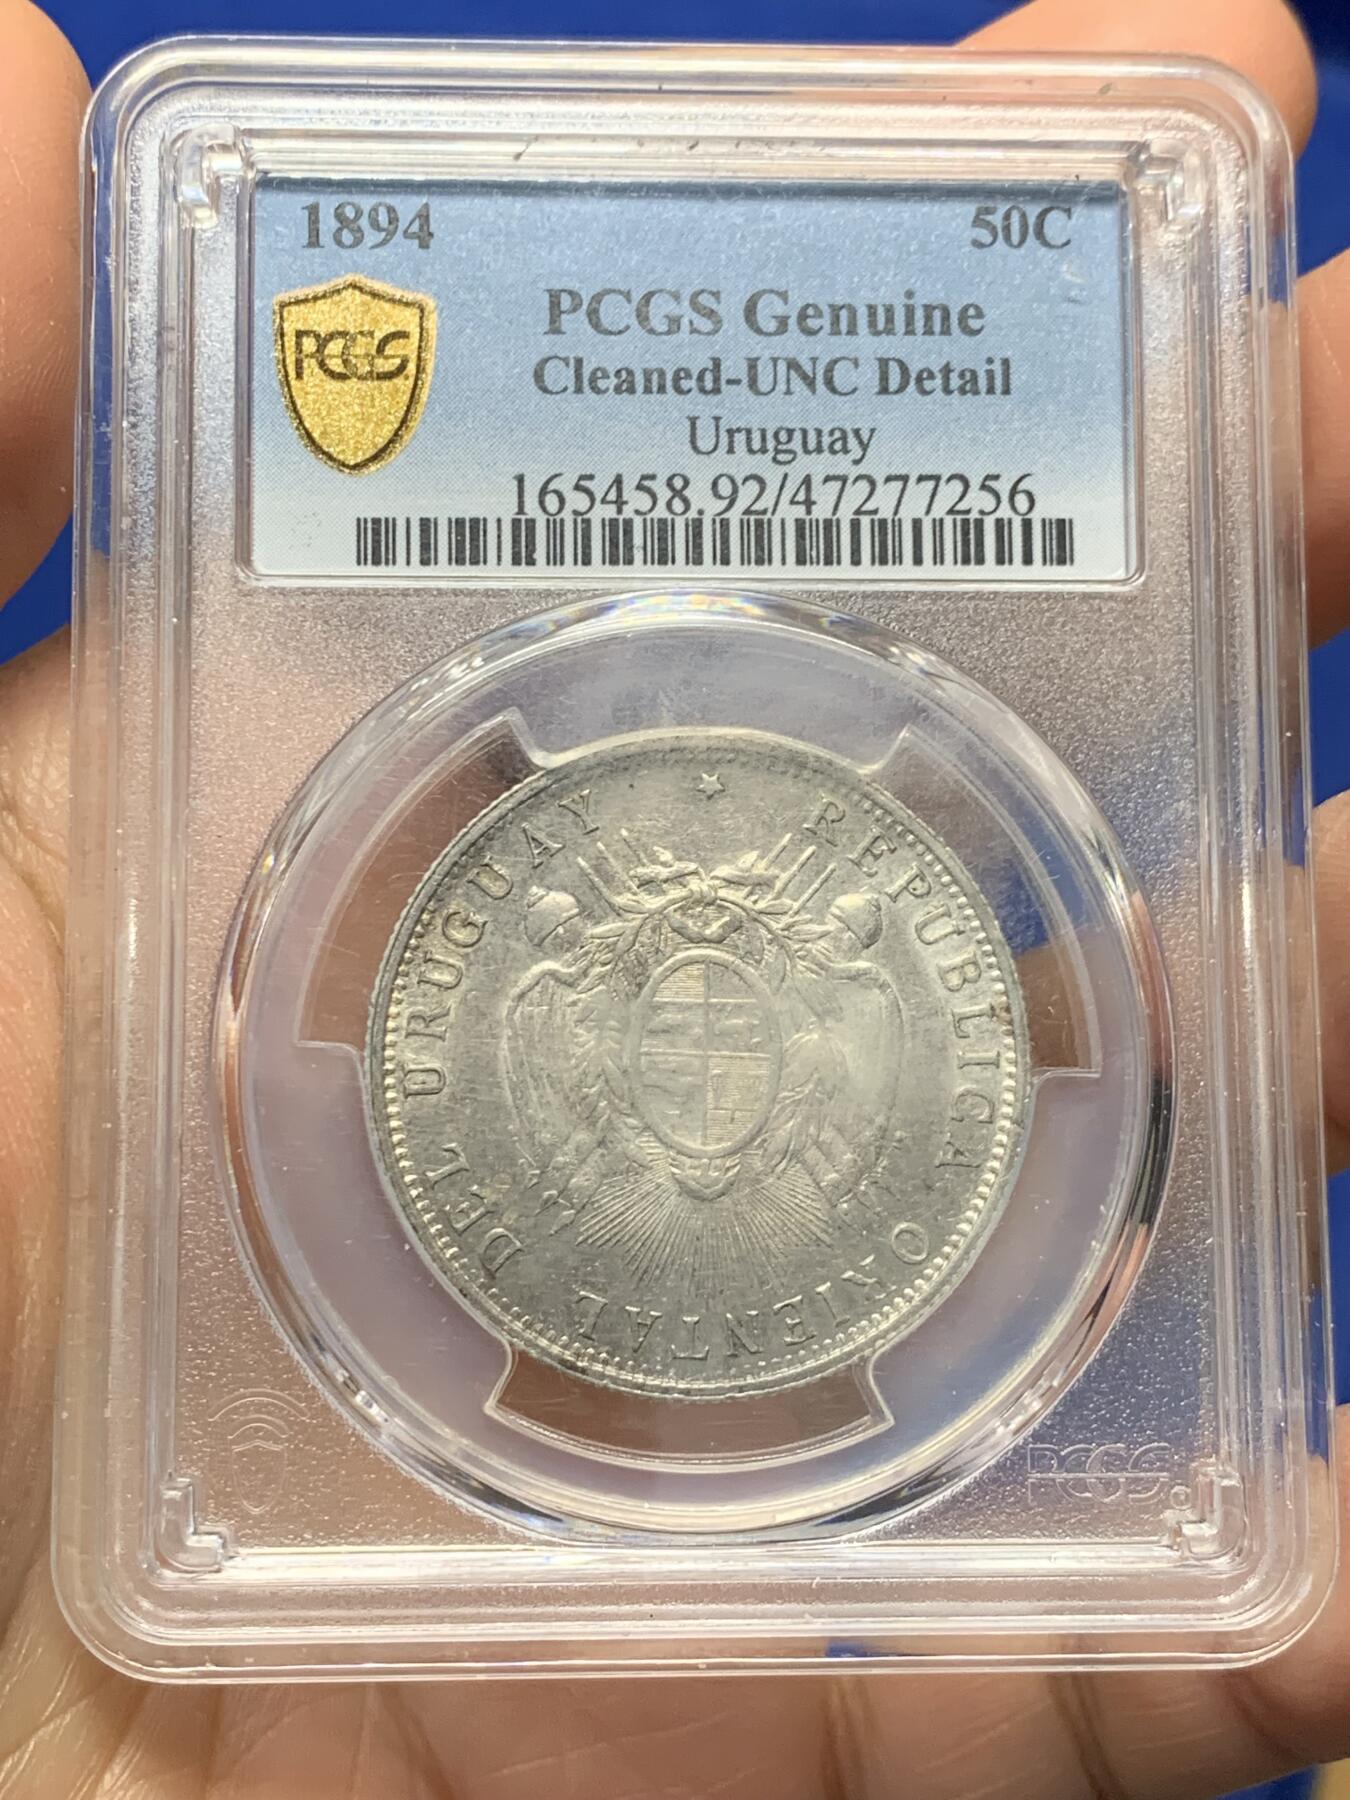 1894 50C
PCGS
PCGS Genuine
Cleaned-UNC Detail
Uruguay
165458.92/47277256
REPUBLICA ORIENTAL DEL URUGUAY
PCGS